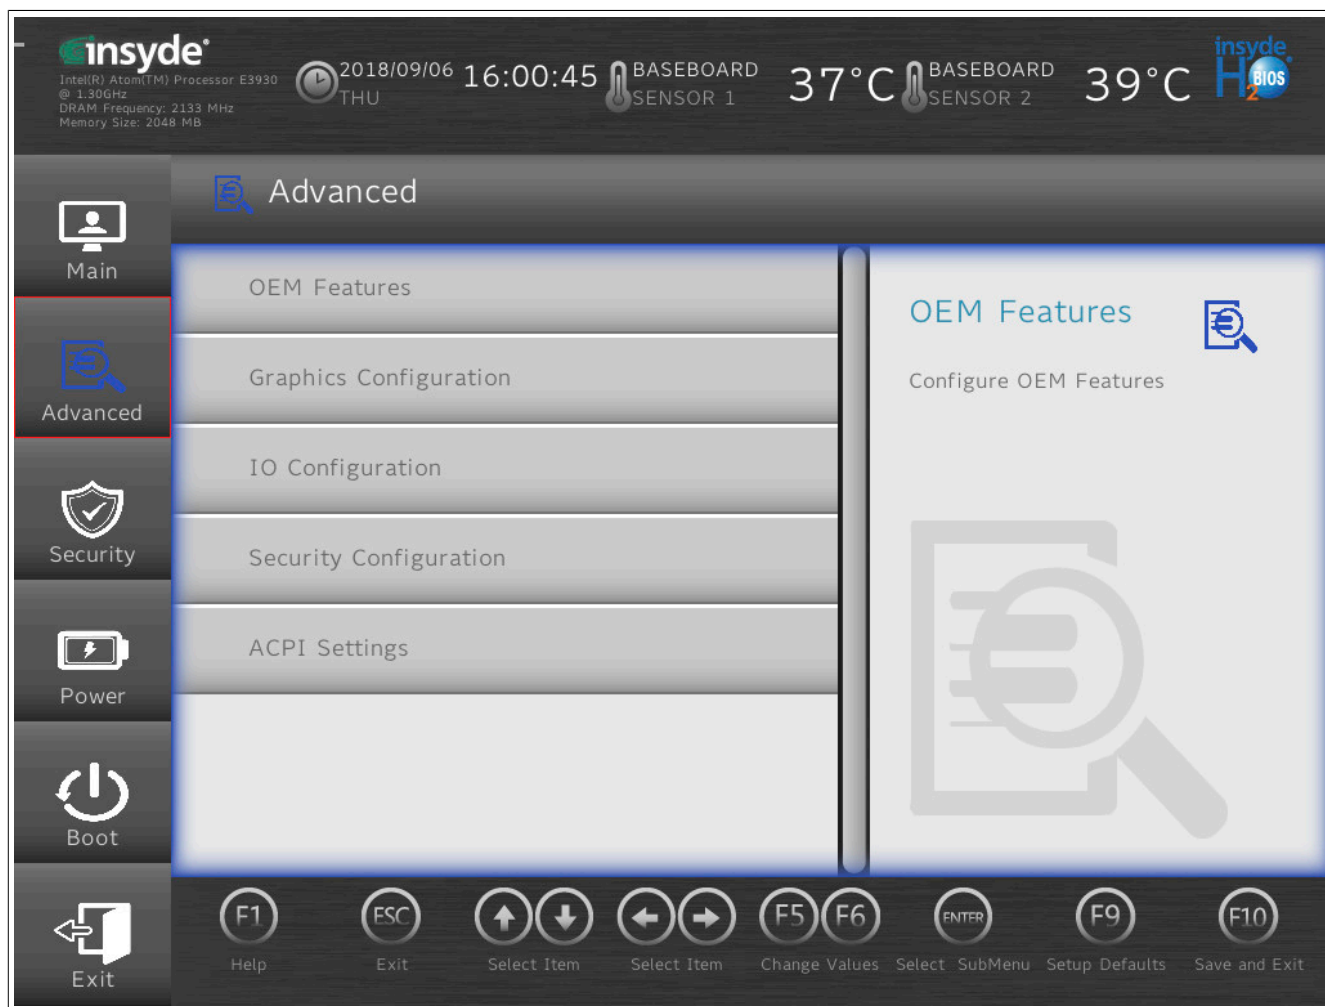 insyde
Intel(R) Atom(TM) Processor E3930
@ 1.30GHz
DRAM Frequency: 2133 MHz
Memory Size: 2048 MB
2018/09/06
THU
16:00:45
BASEBOARD
SENSOR 1
37°C
BASEBOARD
SENSOR 2
39°C
insyde
H2BIOS
Main
Advanced
Security
Power
Boot
Exit
Advanced
OEM Features
Graphics Configuration
IO Configuration
Security Configuration
ACPI Settings
OEM Features
Configure OEM Features
F1
Help
ESC
Exit
Select Item
Select Item
F5 F6
Change Values
ENTER
Select SubMenu
F9
Setup Defaults
F10
Save and Exit